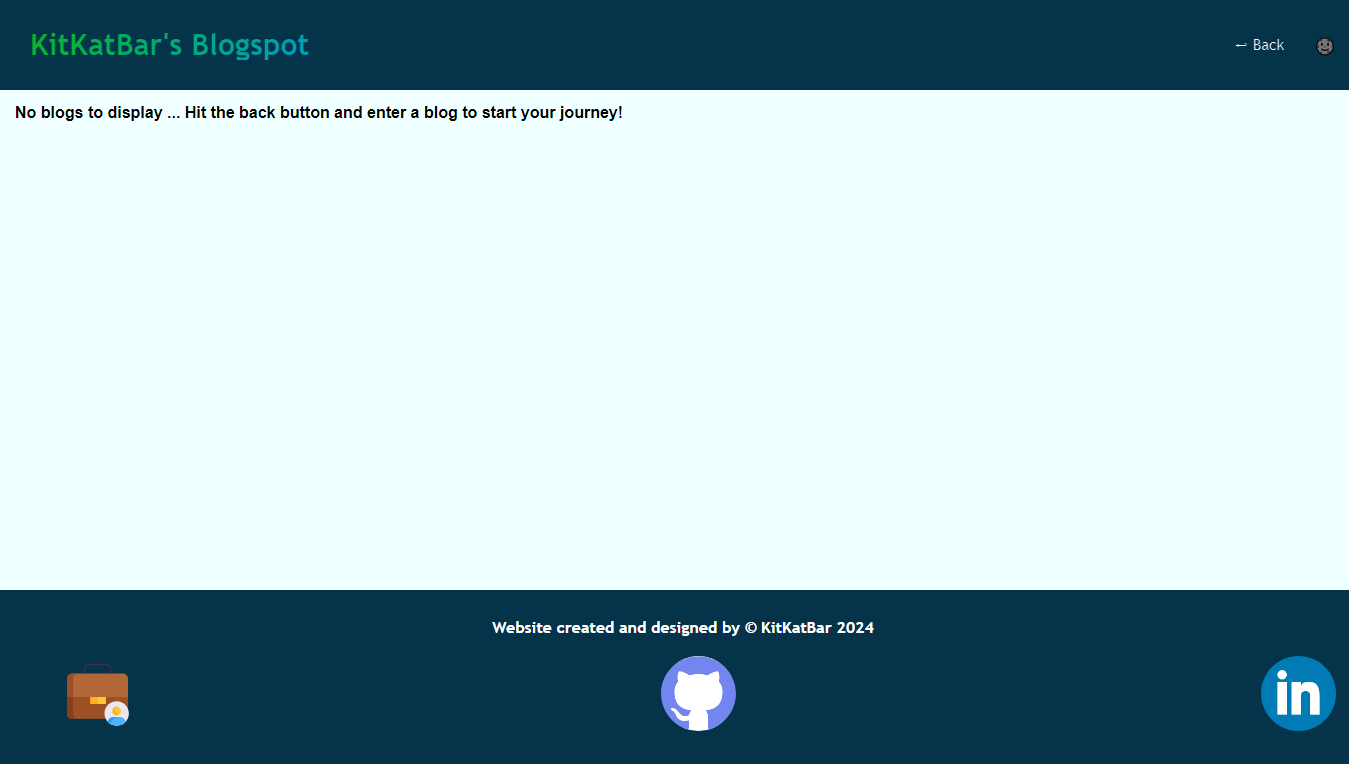 KitKatBar's Blogspot
← Back
No blogs to display ... Hit the back button and enter a blog to start your journey!
Website created and designed by © KitKatBar 2024
in